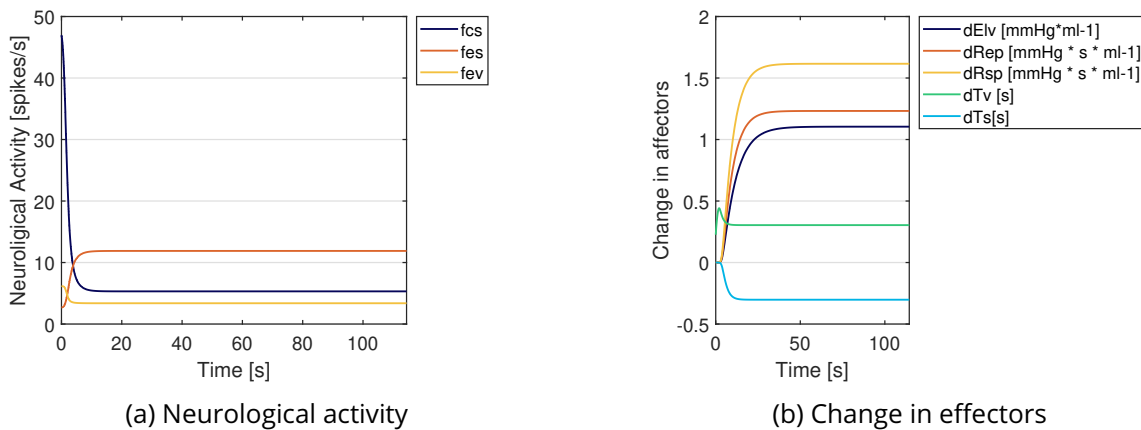 50
40
30
20
10
0
0 20 40 60 80 100
Neuroligical Activity [spikes/s]
Time [s]
fcs
fes
fev
(a) Neurological activity
2
1.5
1
0.5
0
-0.5
0 50 100
Change in affectors
Time [s]
dElv [mmHg*ml-1]
dRep [mmHg * s * ml-1]
dRsp [mmHg * s * ml-1]
dTv [s]
dTs[s]
(b) Change in effectors